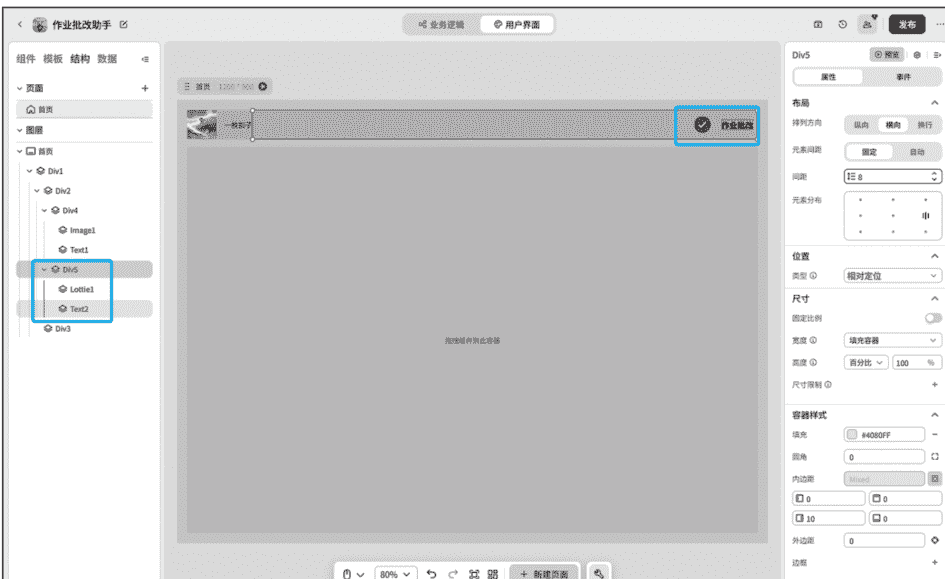 作业批改助手
业务逻辑
用户界面
发布
组件 模板 结构 数据
页面
首页
图层
首页
Div1
Div2
Div4
Image1
Text1
Div5
Lottie1
Text2
Div3
首页
一枚扣子
作业批改
拖拽组件到此容器
80%
新建页面
Div5
预览
属性
事件
布局
排列方向
纵向 横向 换行
元素间距
固定 自动
间距
8
元素分布
位置
类型
相对定位
尺寸
固定比例
宽度
填充容器
高度
百分比
100 %
尺寸限制
容器样式
填充
#4080FF
圆角
0
内边距
Mixed
0 0
10 0
外边距
0
边框